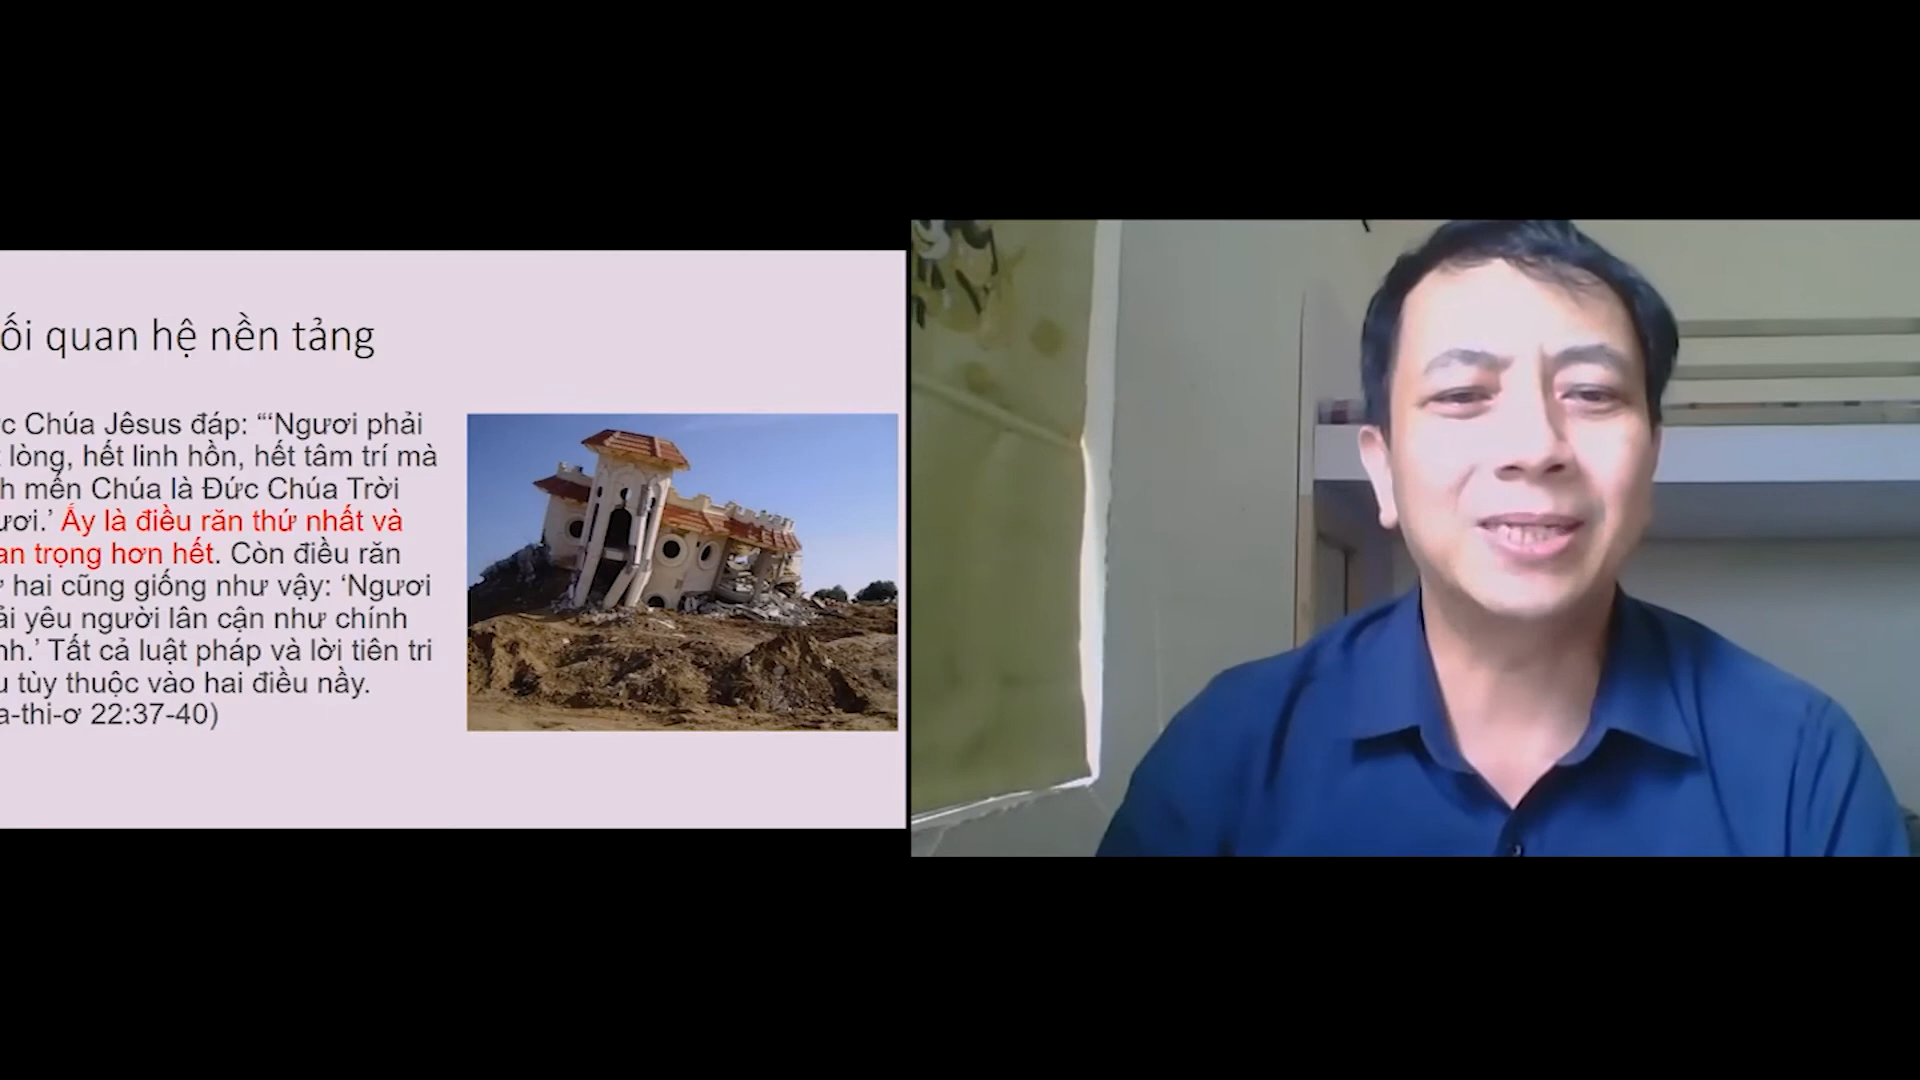 ối quan hệ nền tảng
c Chúa Jêsus đáp: “‘Ngươi phải
lòng, hết linh hồn, hết tâm trí mà
h mến Chúa là Đức Chúa Trời
ươi.’ Ấy là điều răn thứ nhất và
an trọng hơn hết. Còn điều răn
hai cũng giống như vậy: ‘Ngươi
ải yêu người lân cận như chính
nh.’ Tất cả luật pháp và lời tiên tri
u tùy thuộc vào hai điều nầy.
a-thi-ơ 22:37-40)